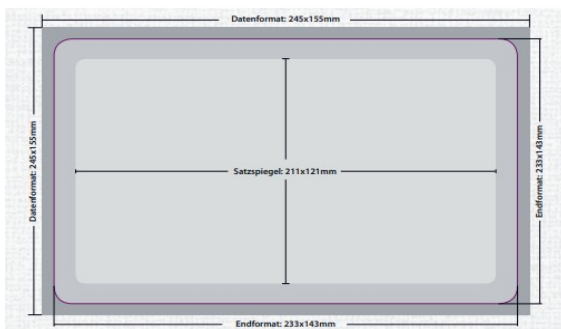 Datenformat: 245x155mm
Datenformat: 245x155mm
Satzspiegel: 211x121mm
Endformat: 233x143mm
Endformat: 233x143mm